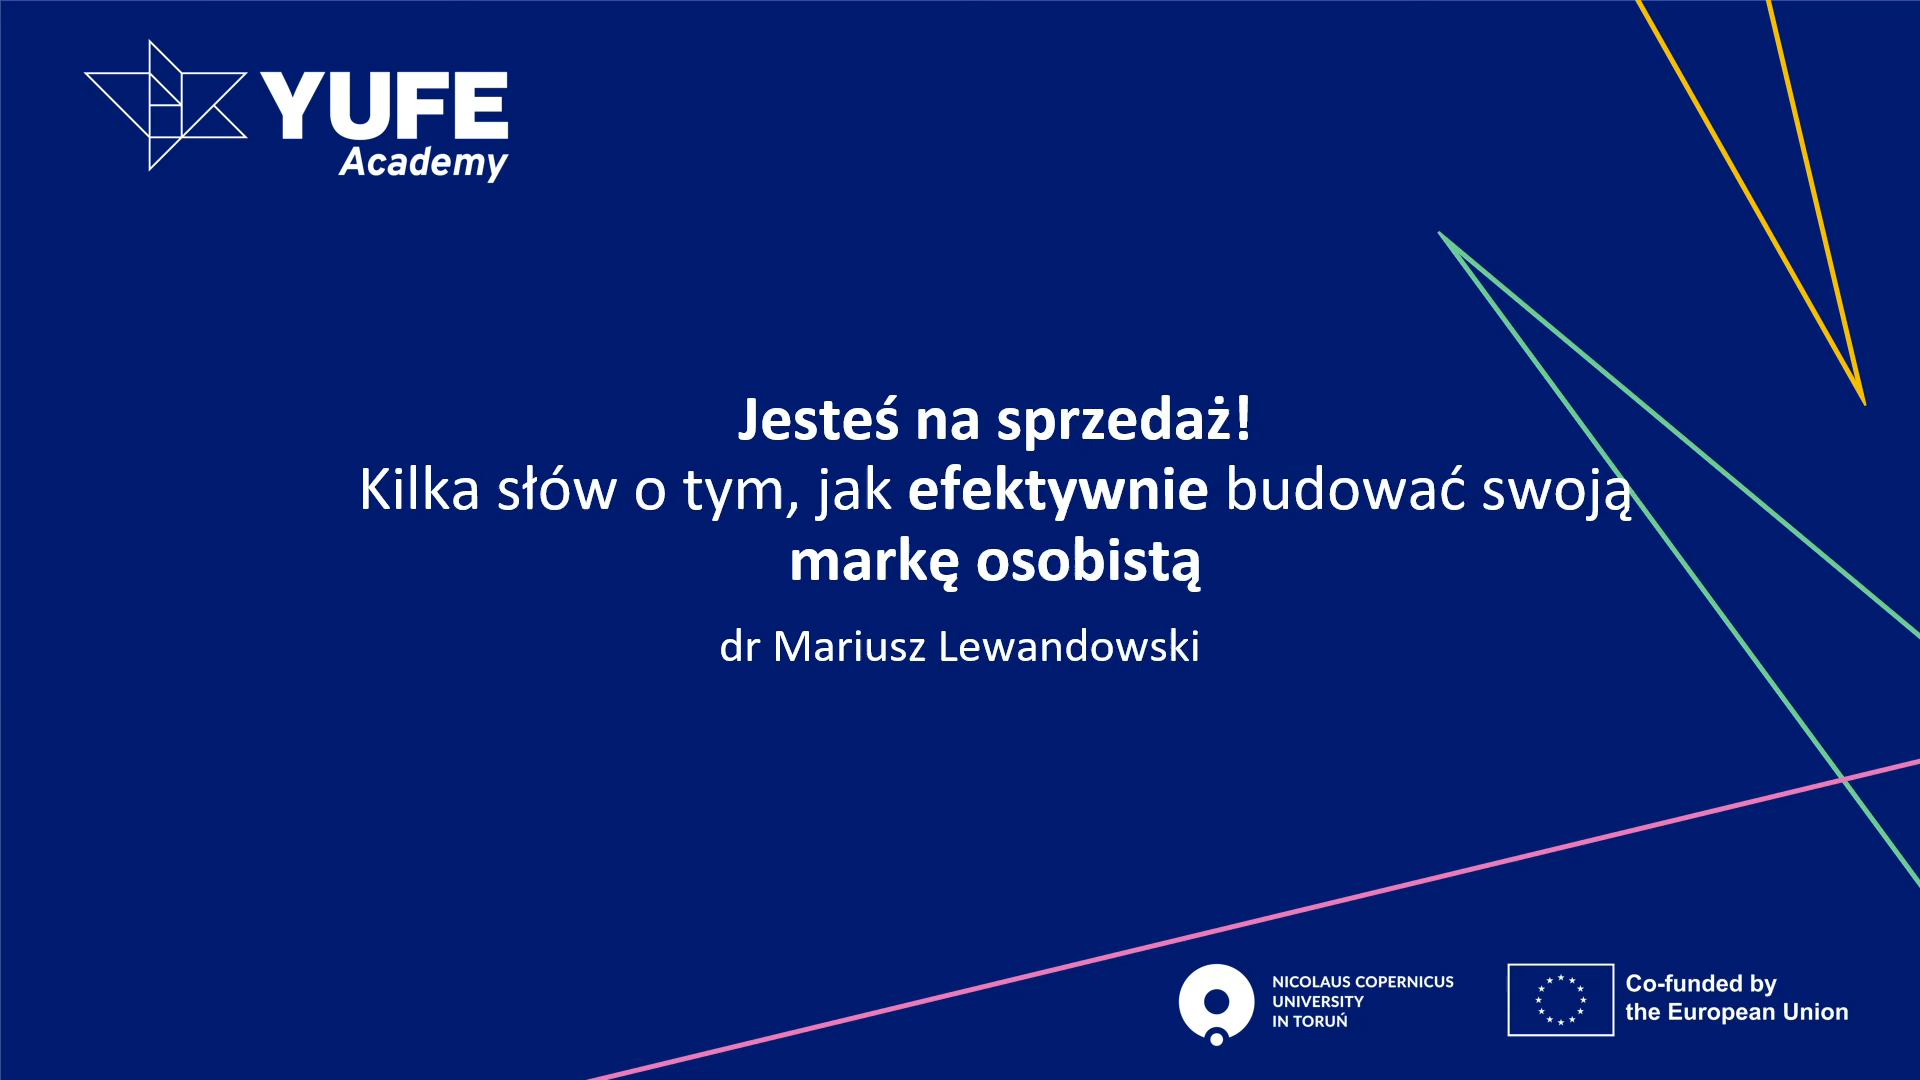 YUFE
Academy
Jesteś na sprzedaż!
Kilka słów o tym, jak efektywnie budować swoją
markę osobistą
dr Mariusz Lewandowski
NICOLAUS COPERNICUS
UNIVERSITY
IN TORUŃ
Co-funded by
the European Union